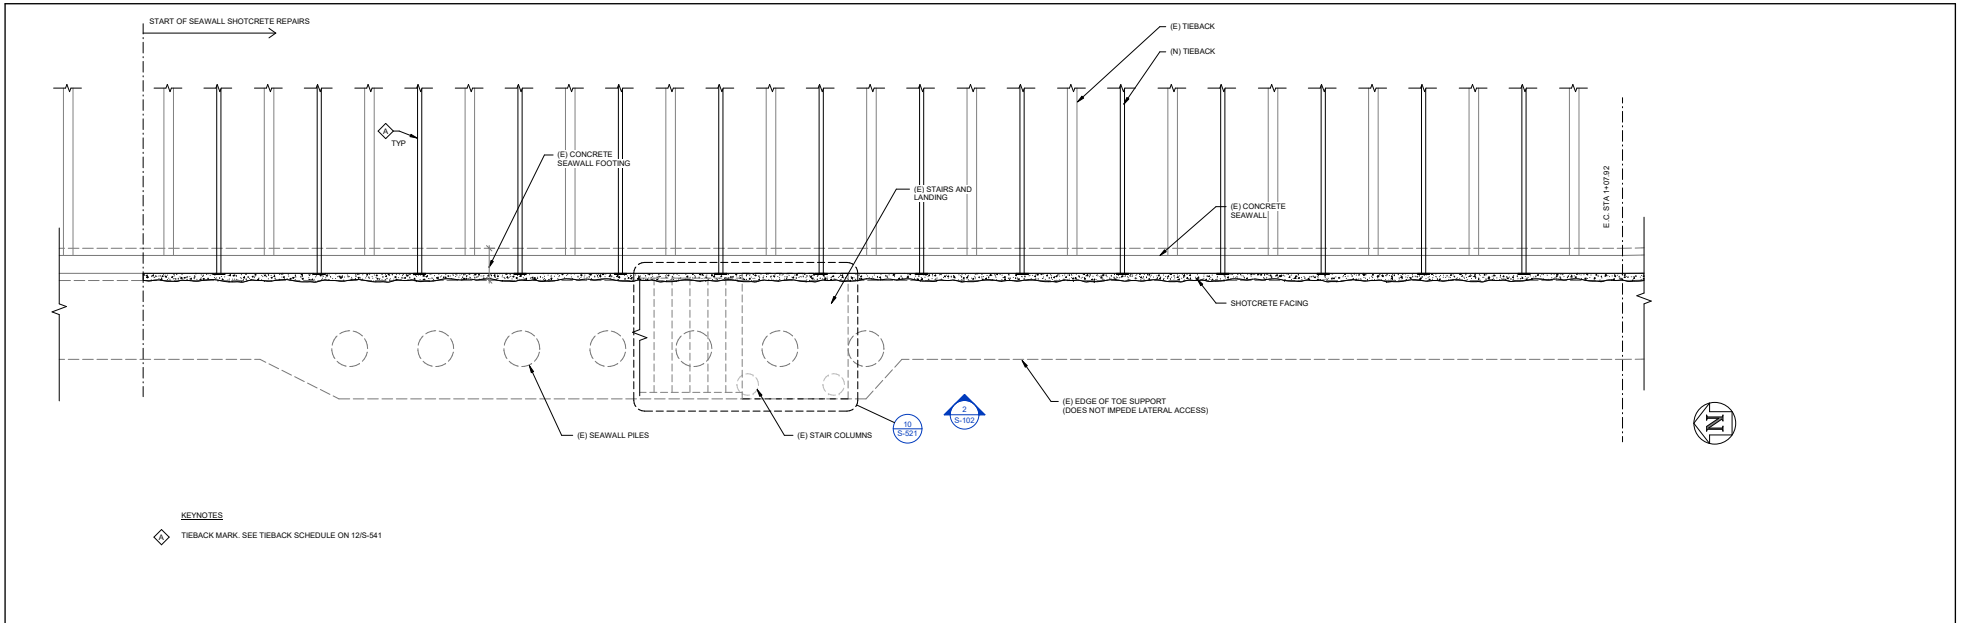 START OF SEAWALL SHOTCRETE REPAIRS
(E) TIEBACK
(N) TIEBACK
A
TYP
(E) CONCRETE
SEAWALL FOOTING
(E) STAIRS AND
LANDING
(E) CONCRETE
SEAWALL
E.C. STA 1+07.92
SHOTCRETE FACING
(E) SEAWALL PILES
(E) STAIR COLUMNS
10
S-521
2
S-102
(E) EDGE OF TOE SUPPORT
(DOES NOT IMPEDE LATERAL ACCESS)
N
KEYNOTES
A TIEBACK MARK. SEE TIEBACK SCHEDULE ON 12/S-541